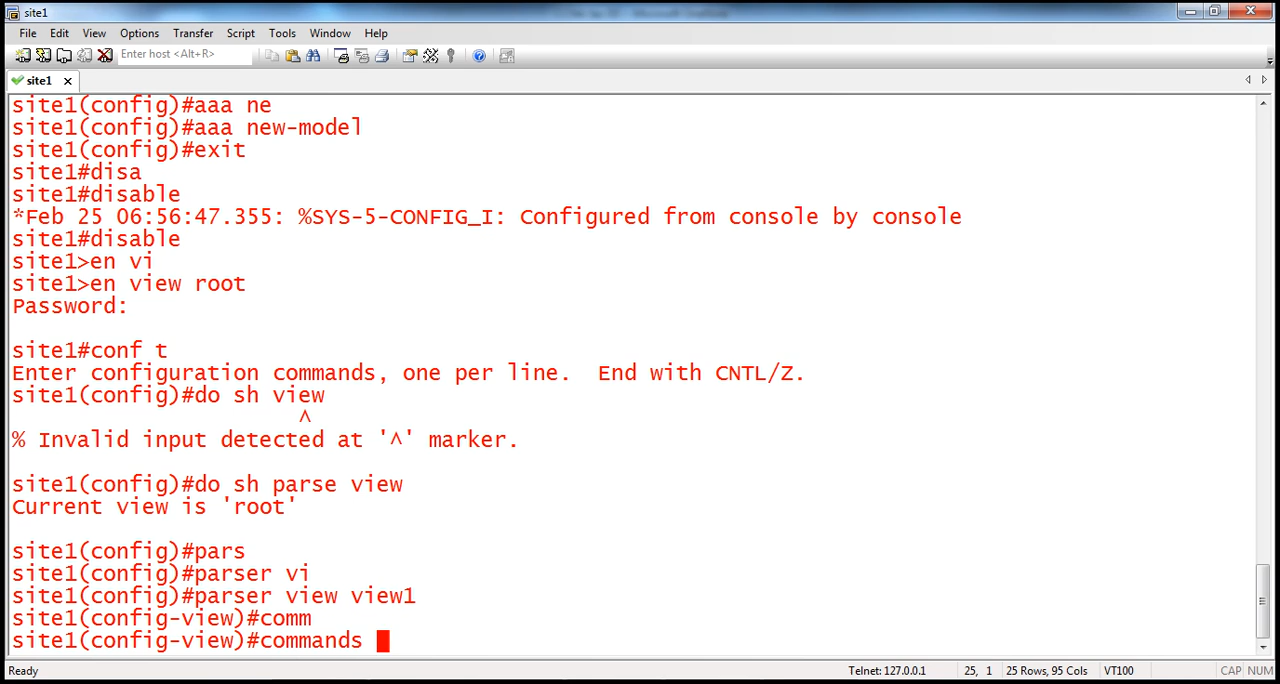 site1
File Edit View Options Transfer Script Tools Window Help
Enter host <Alt+R>
site1
site1(config)#aaa ne
site1(config)#aaa new-model
site1(config)#exit
site1#disa
site1#disable
*Feb 25 06:56:47.355: %SYS-5-CONFIG_I: Configured from console by console
site1#disable
site1>en vi
site1>en view root
Password:
site1#conf t
Enter configuration commands, one per line.  End with CNTL/Z.
site1(config)#do sh view
^
% Invalid input detected at '^' marker.
site1(config)#do sh parse view
Current view is 'root'
site1(config)#pars
site1(config)#parser vi
site1(config)#parser view view1
site1(config-view)#comm
site1(config-view)#commands
Ready Telnet: 127.0.0.1 25, 1 25 Rows, 95 Cols VT100 CAP NUM